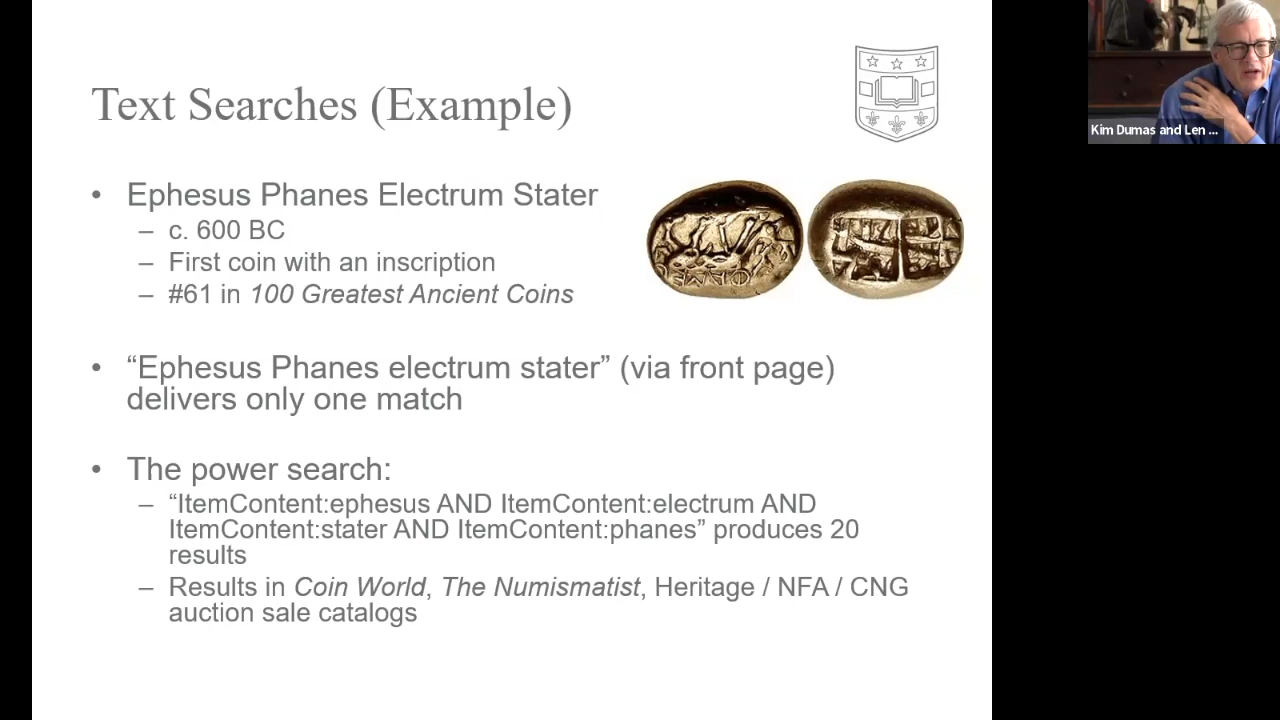 Text Searches (Example)
• Ephesus Phanes Electrum Stater
– c. 600 BC
– First coin with an inscription
– #61 in 100 Greatest Ancient Coins
• “Ephesus Phanes electrum stater” (via front page)
delivers only one match
• The power search:
– “ItemContent:ephesus AND ItemContent:electrum AND
ItemContent:stater AND ItemContent:phanes” produces 20
results
– Results in Coin World, The Numismatist, Heritage / NFA / CNG
auction sale catalogs
Kim Dumas and Len ...